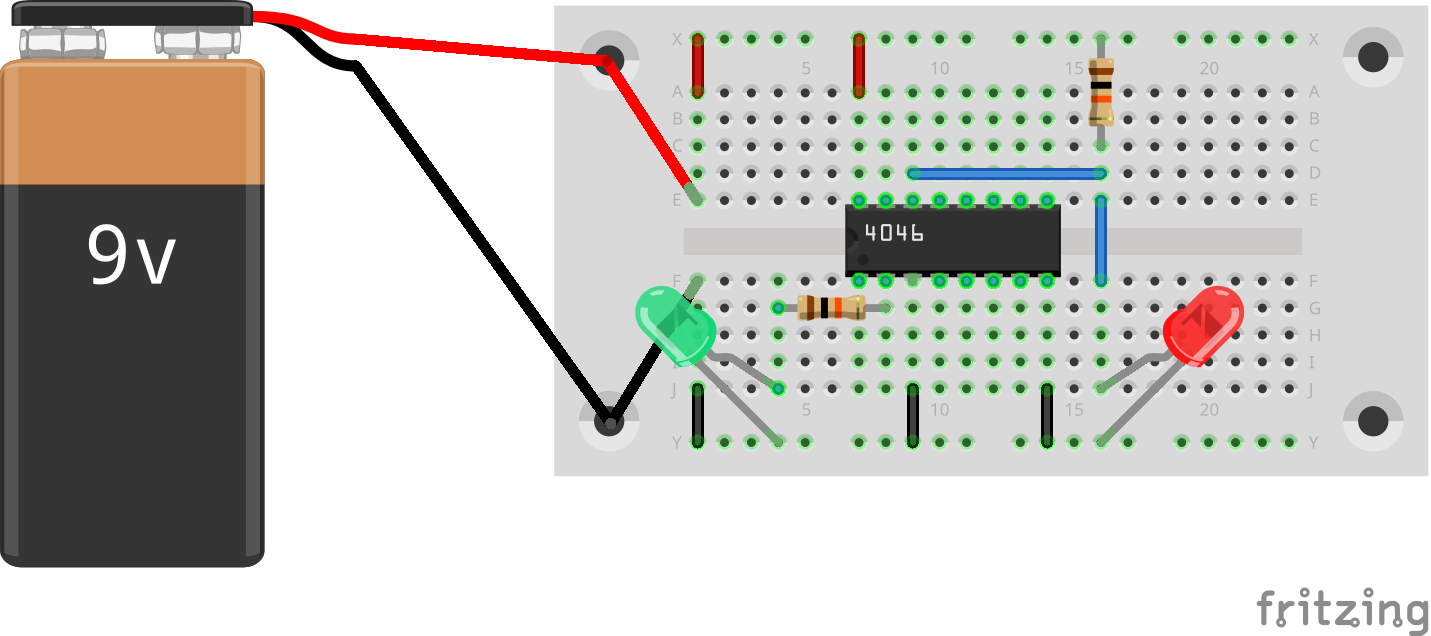 X 5 10 15 20 X
A A
B B
C C
D D
E E
9v
4046
F F
G G
H H
I I
J J
5 10 15 20
Y Y
fritzing